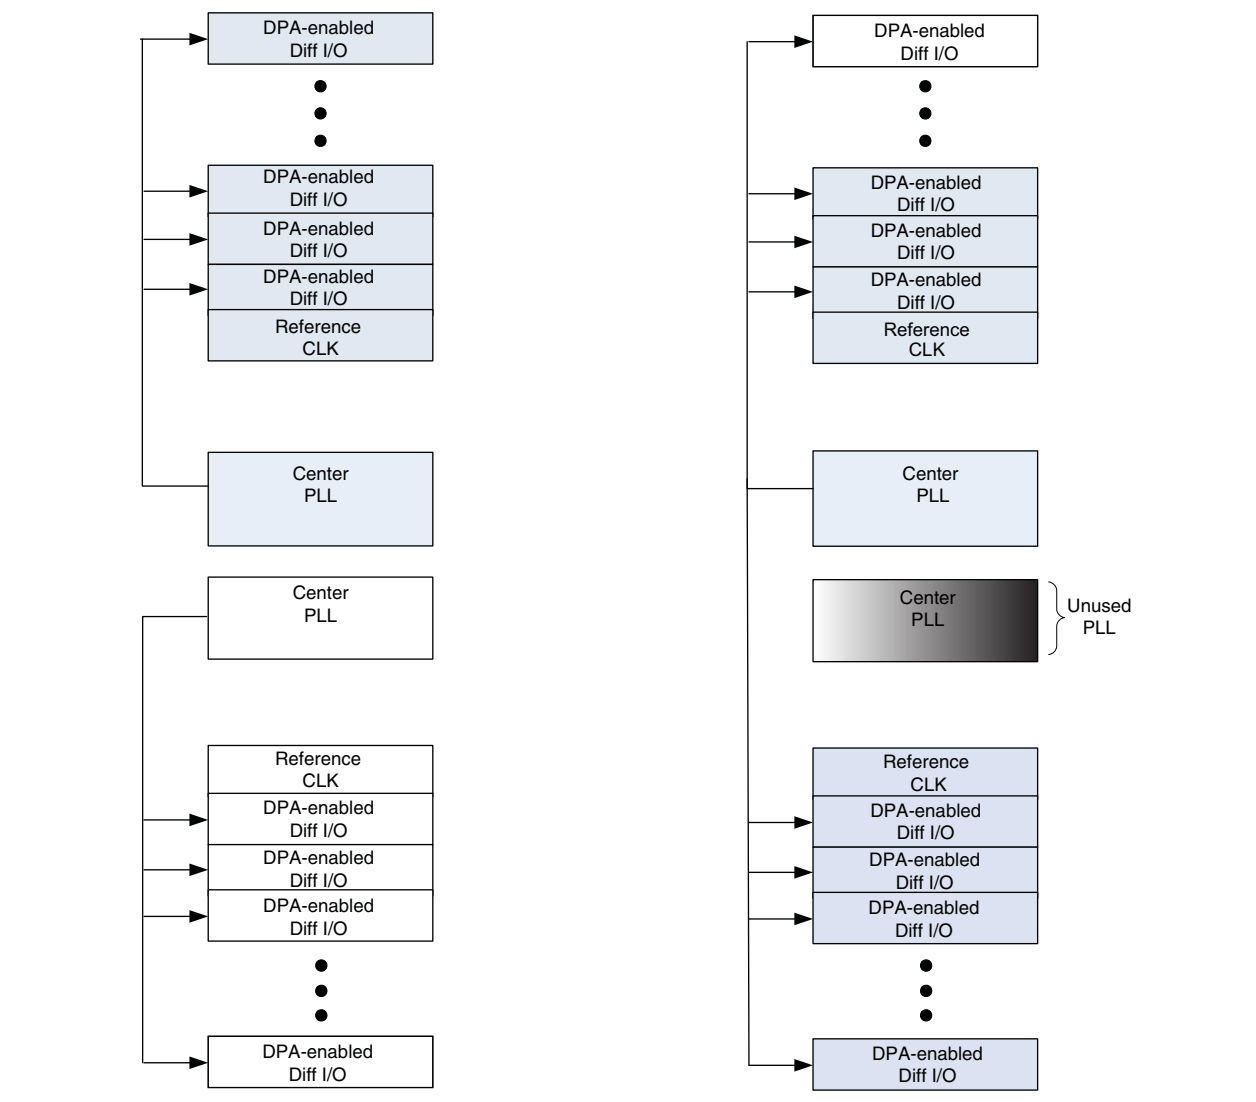 DPA-enabled
Diff I/O
DPA-enabled
Diff I/O
DPA-enabled
Diff I/O
DPA-enabled
Diff I/O
Reference
CLK
Center
PLL
Center
PLL
Reference
CLK
DPA-enabled
Diff I/O
DPA-enabled
Diff I/O
DPA-enabled
Diff I/O
DPA-enabled
Diff I/O
DPA-enabled
Diff I/O
DPA-enabled
Diff I/O
DPA-enabled
Diff I/O
DPA-enabled
Diff I/O
Reference
CLK
Center
PLL
Center
PLL
Unused
PLL
Reference
CLK
DPA-enabled
Diff I/O
DPA-enabled
Diff I/O
DPA-enabled
Diff I/O
DPA-enabled
Diff I/O